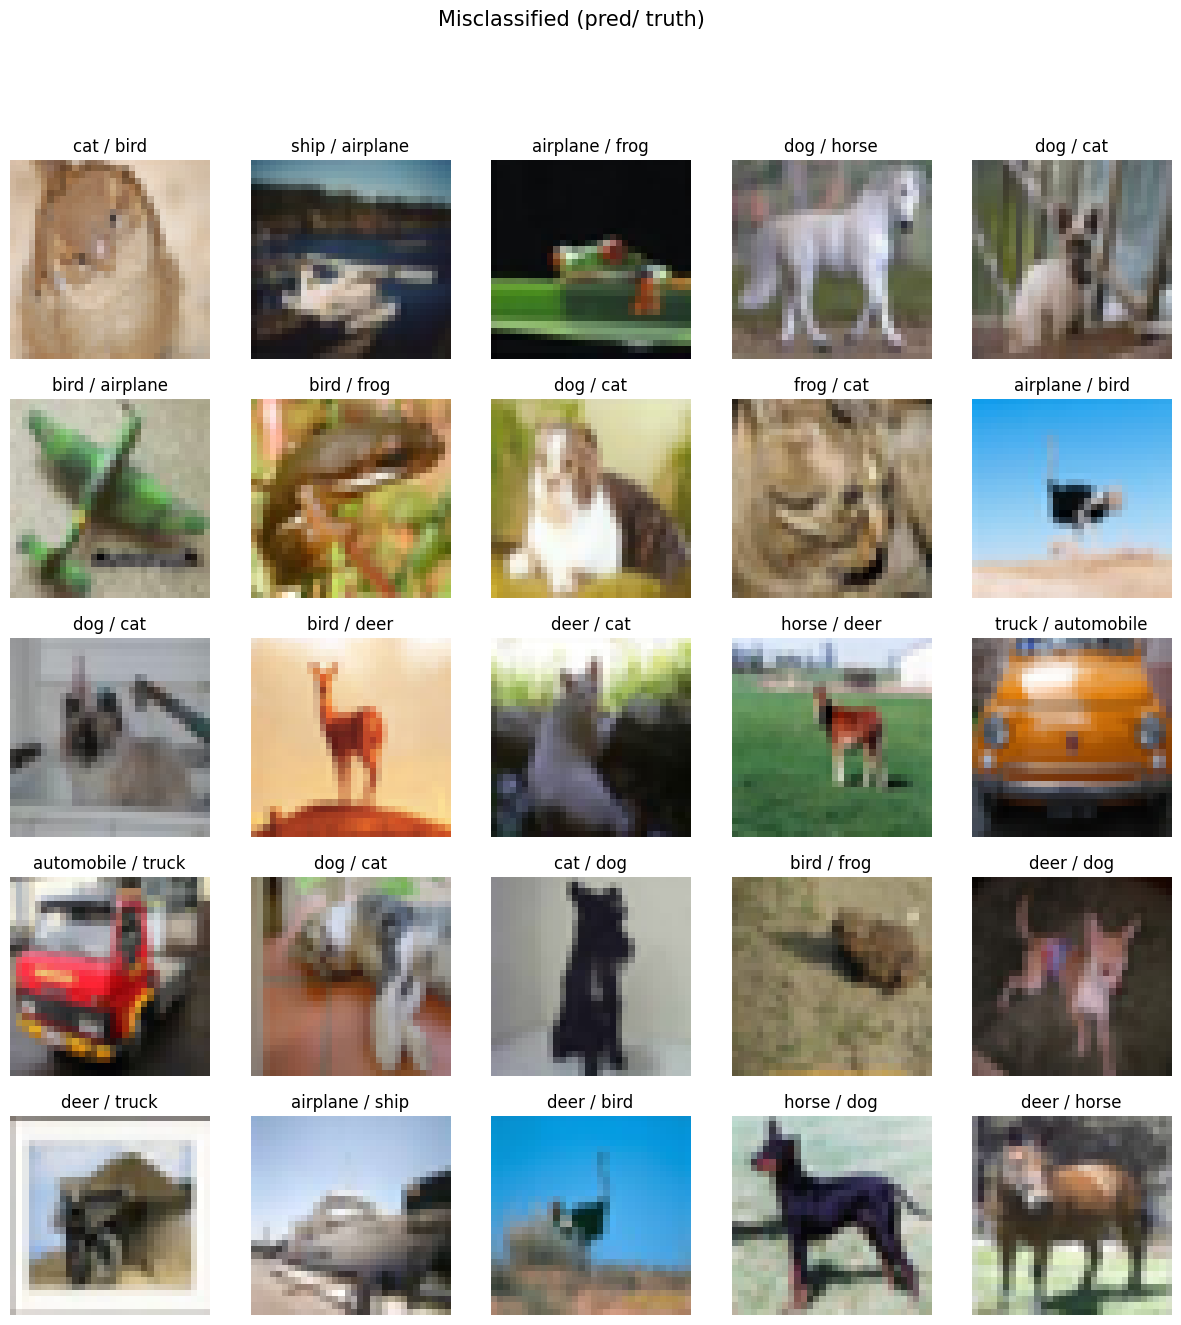 Misclassified (pred/ truth)
cat / bird
ship / airplane
airplane / frog
dog / horse
dog / cat
bird / airplane
bird / frog
dog / cat
frog / cat
airplane / bird
dog / cat
bird / deer
deer / cat
horse / deer
truck / automobile
automobile / truck
dog / cat
cat / dog
bird / frog
deer / dog
deer / truck
airplane / ship
deer / bird
horse / dog
deer / horse